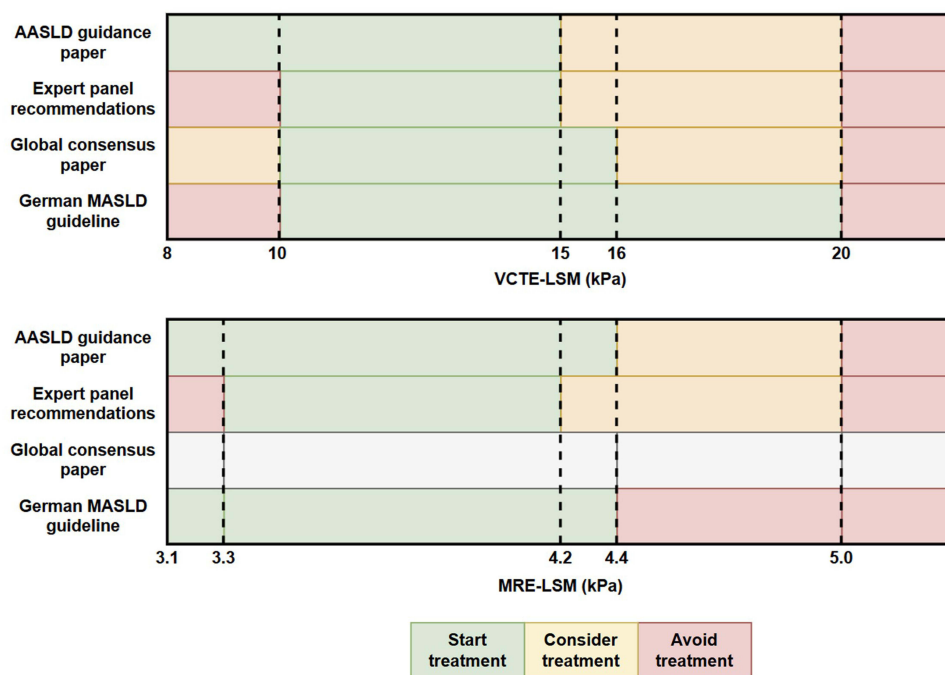 AASLD guidance
paper
Expert panel
recommendations
Global consensus
paper
German MASLD
guideline
8 10 15 16 20
VCTE-LSM (kPa)
AASLD guidance
paper
Expert panel
recommendations
Global consensus
paper
German MASLD
guideline
3.1 3.3 4.2 4.4 5.0
MRE-LSM (kPa)
Start
treatment
Consider
treatment
Avoid
treatment